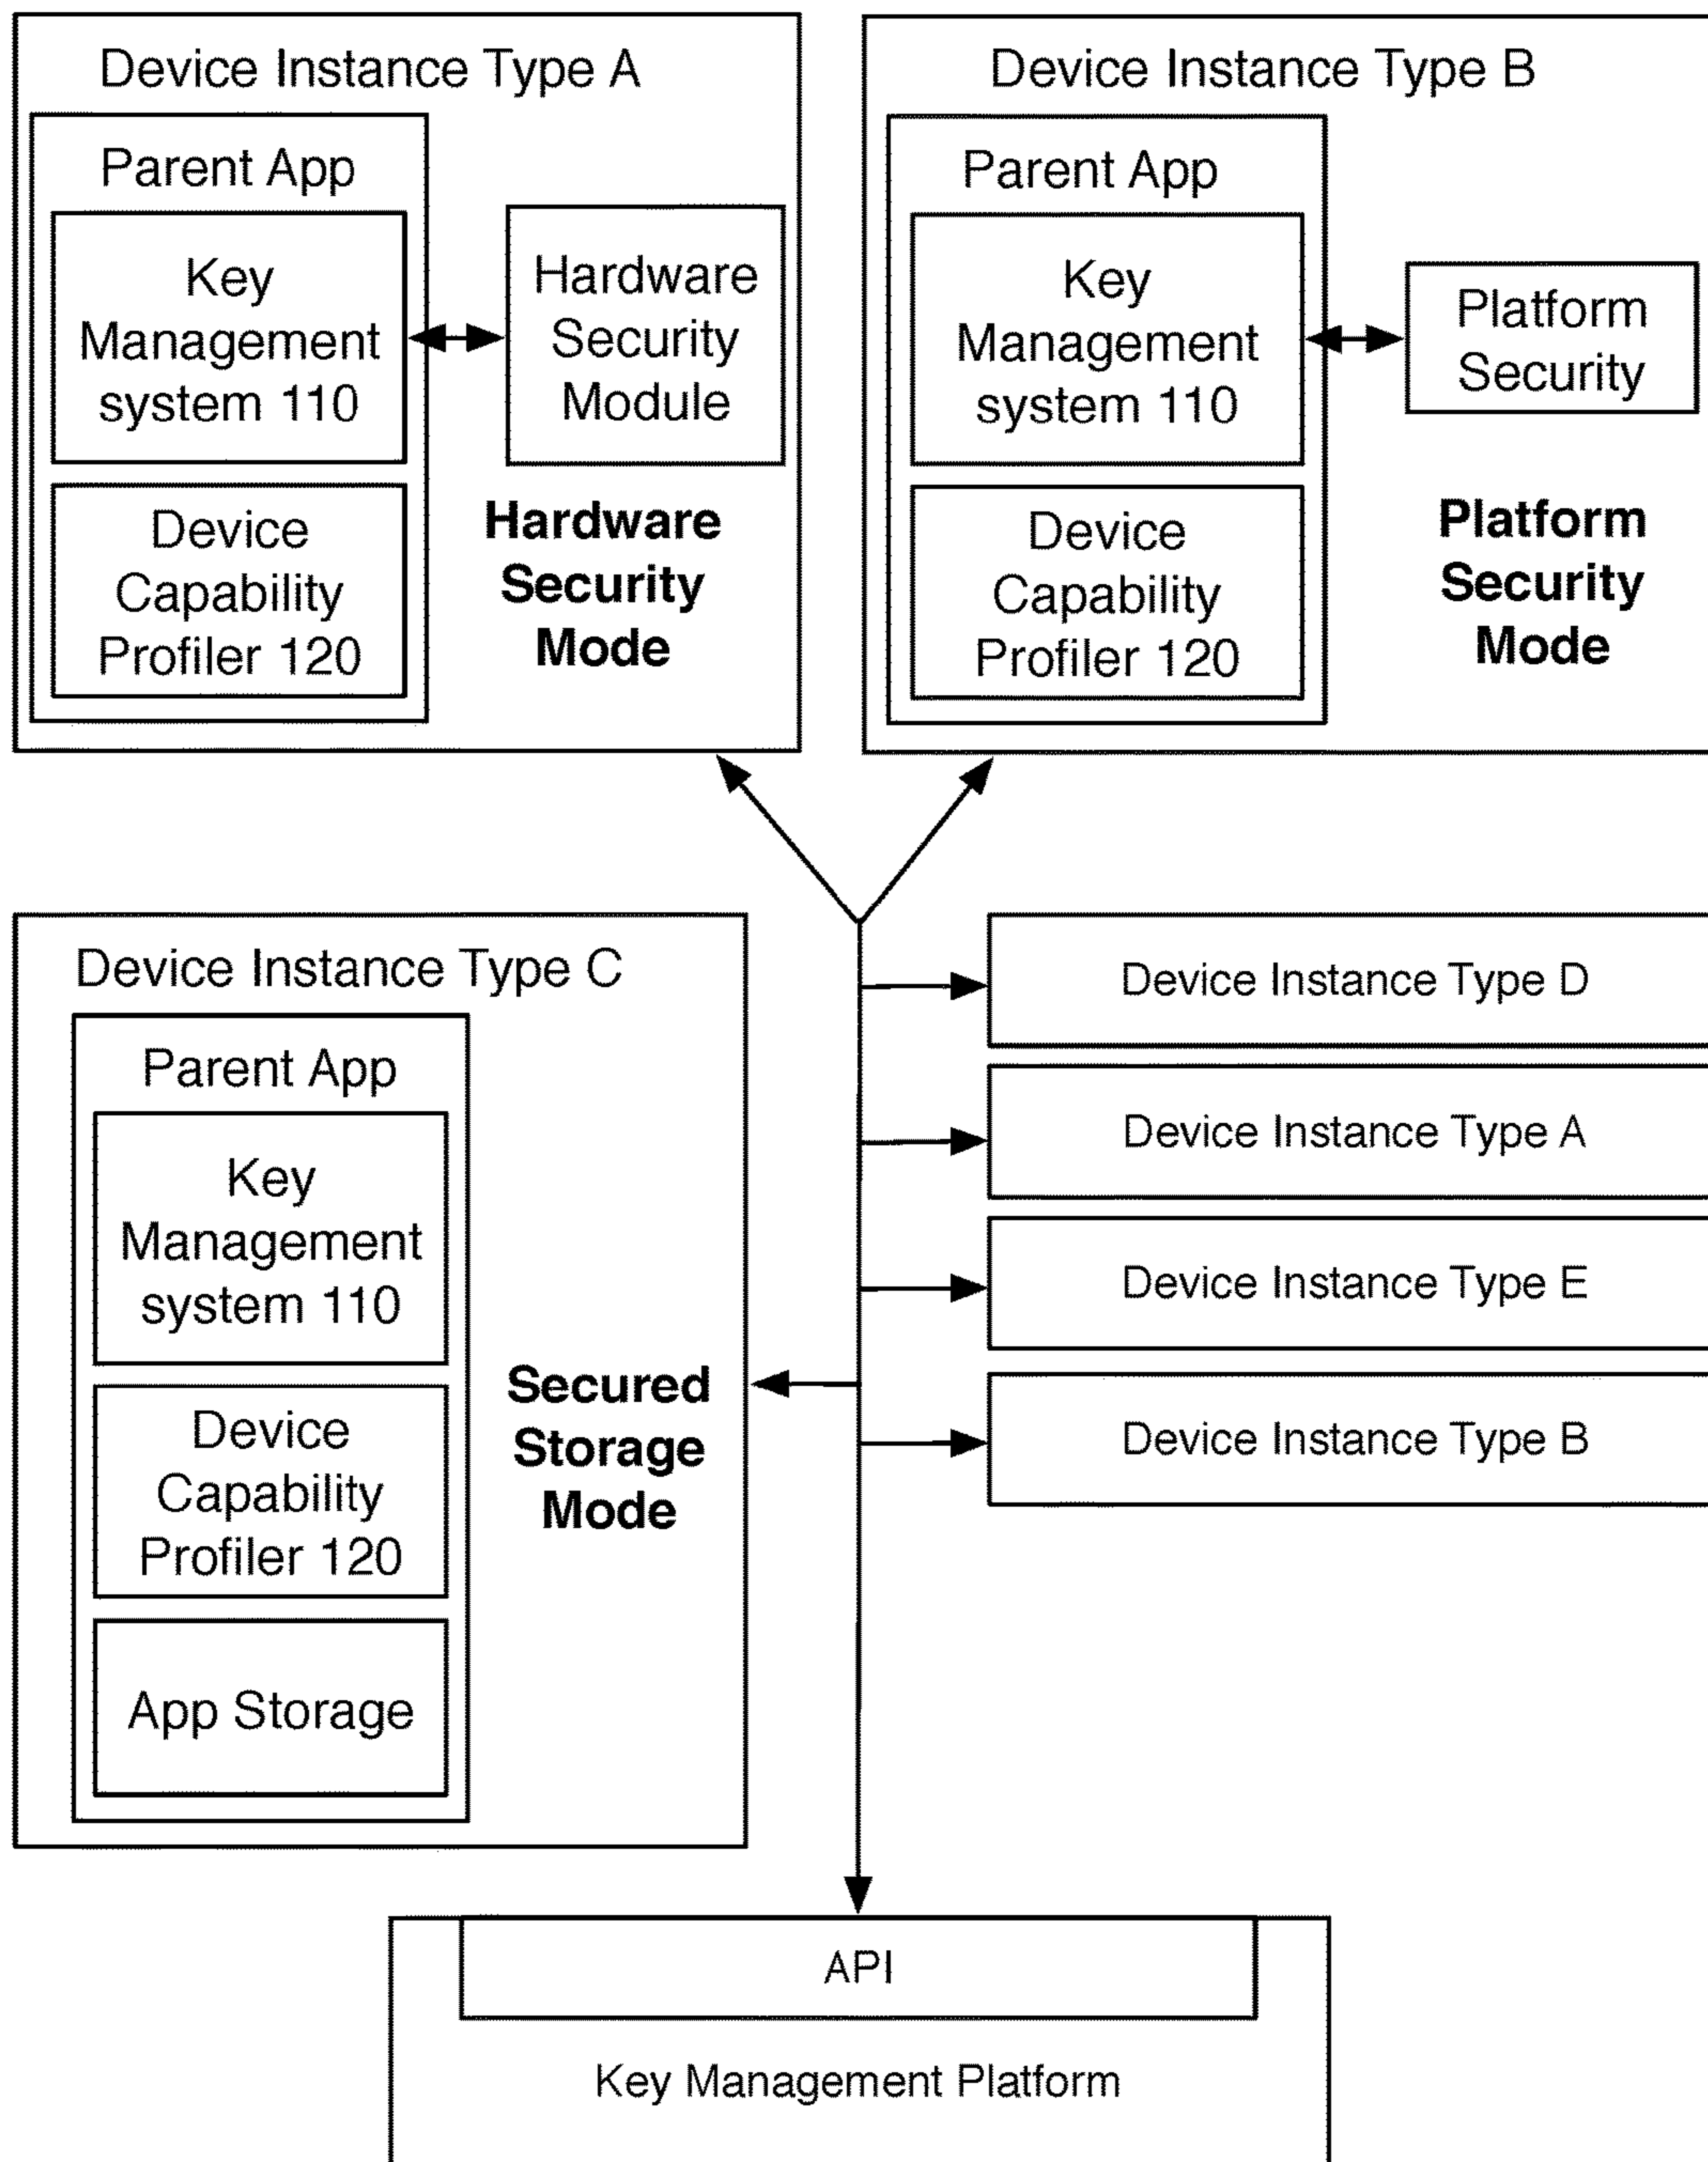 Device Instance Type A
Parent App
Key
Management
system 110
Device
Capability
Profiler 120
Hardware
Security
Module
Hardware
Security
Mode
Device Instance Type B
Parent App
Key
Management
system 110
Device
Capability
Profiler 120
Platform
Security
Platform
Security
Mode
Device Instance Type C
Parent App
Key
Management
system 110
Device
Capability
Profiler 120
App Storage
Secured
Storage
Mode
Device Instance Type D
Device Instance Type A
Device Instance Type E
Device Instance Type B
API
Key Management Platform